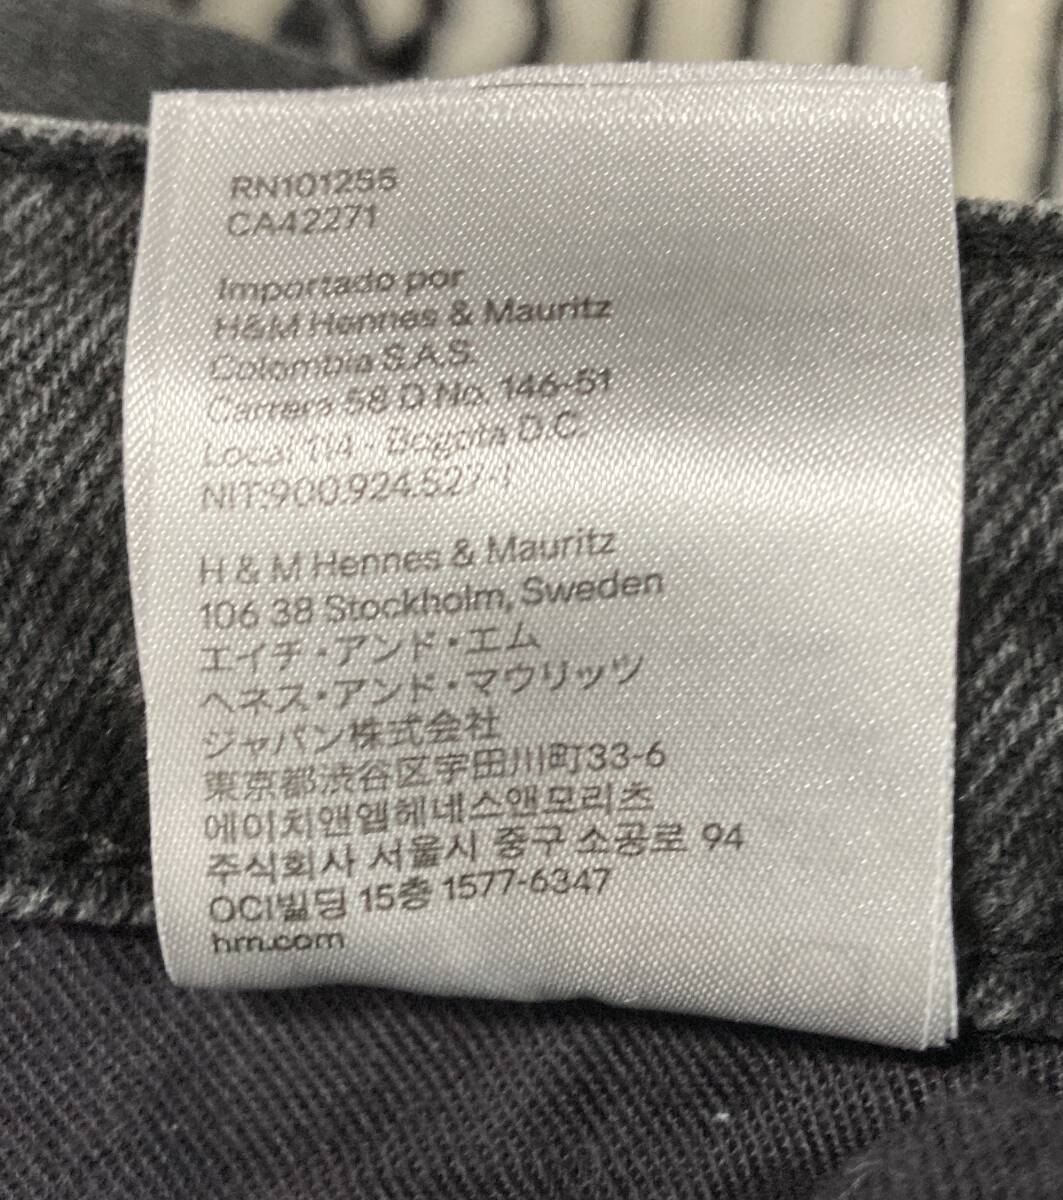 RN101255
CA42271
Importado por
H&M Hennes & Mauritz
Colombia S.A.S.
Carrera 58 D No. 146-51
Local 114 - Bogota D.C.
NIT:900.924.527-1
H & M Hennes & Mauritz
106 38 Stockholm, Sweden
エイチ・アンド・エム
ヘネス・アンド・マウリッツ
ジャパン株式会社
東京都渋谷区宇田川町33-6
에이치앤엠헤네스앤모리츠
주식회사 서울시 중구 소공로 94
OCI빌딩 15층 1577-6347
hm.com